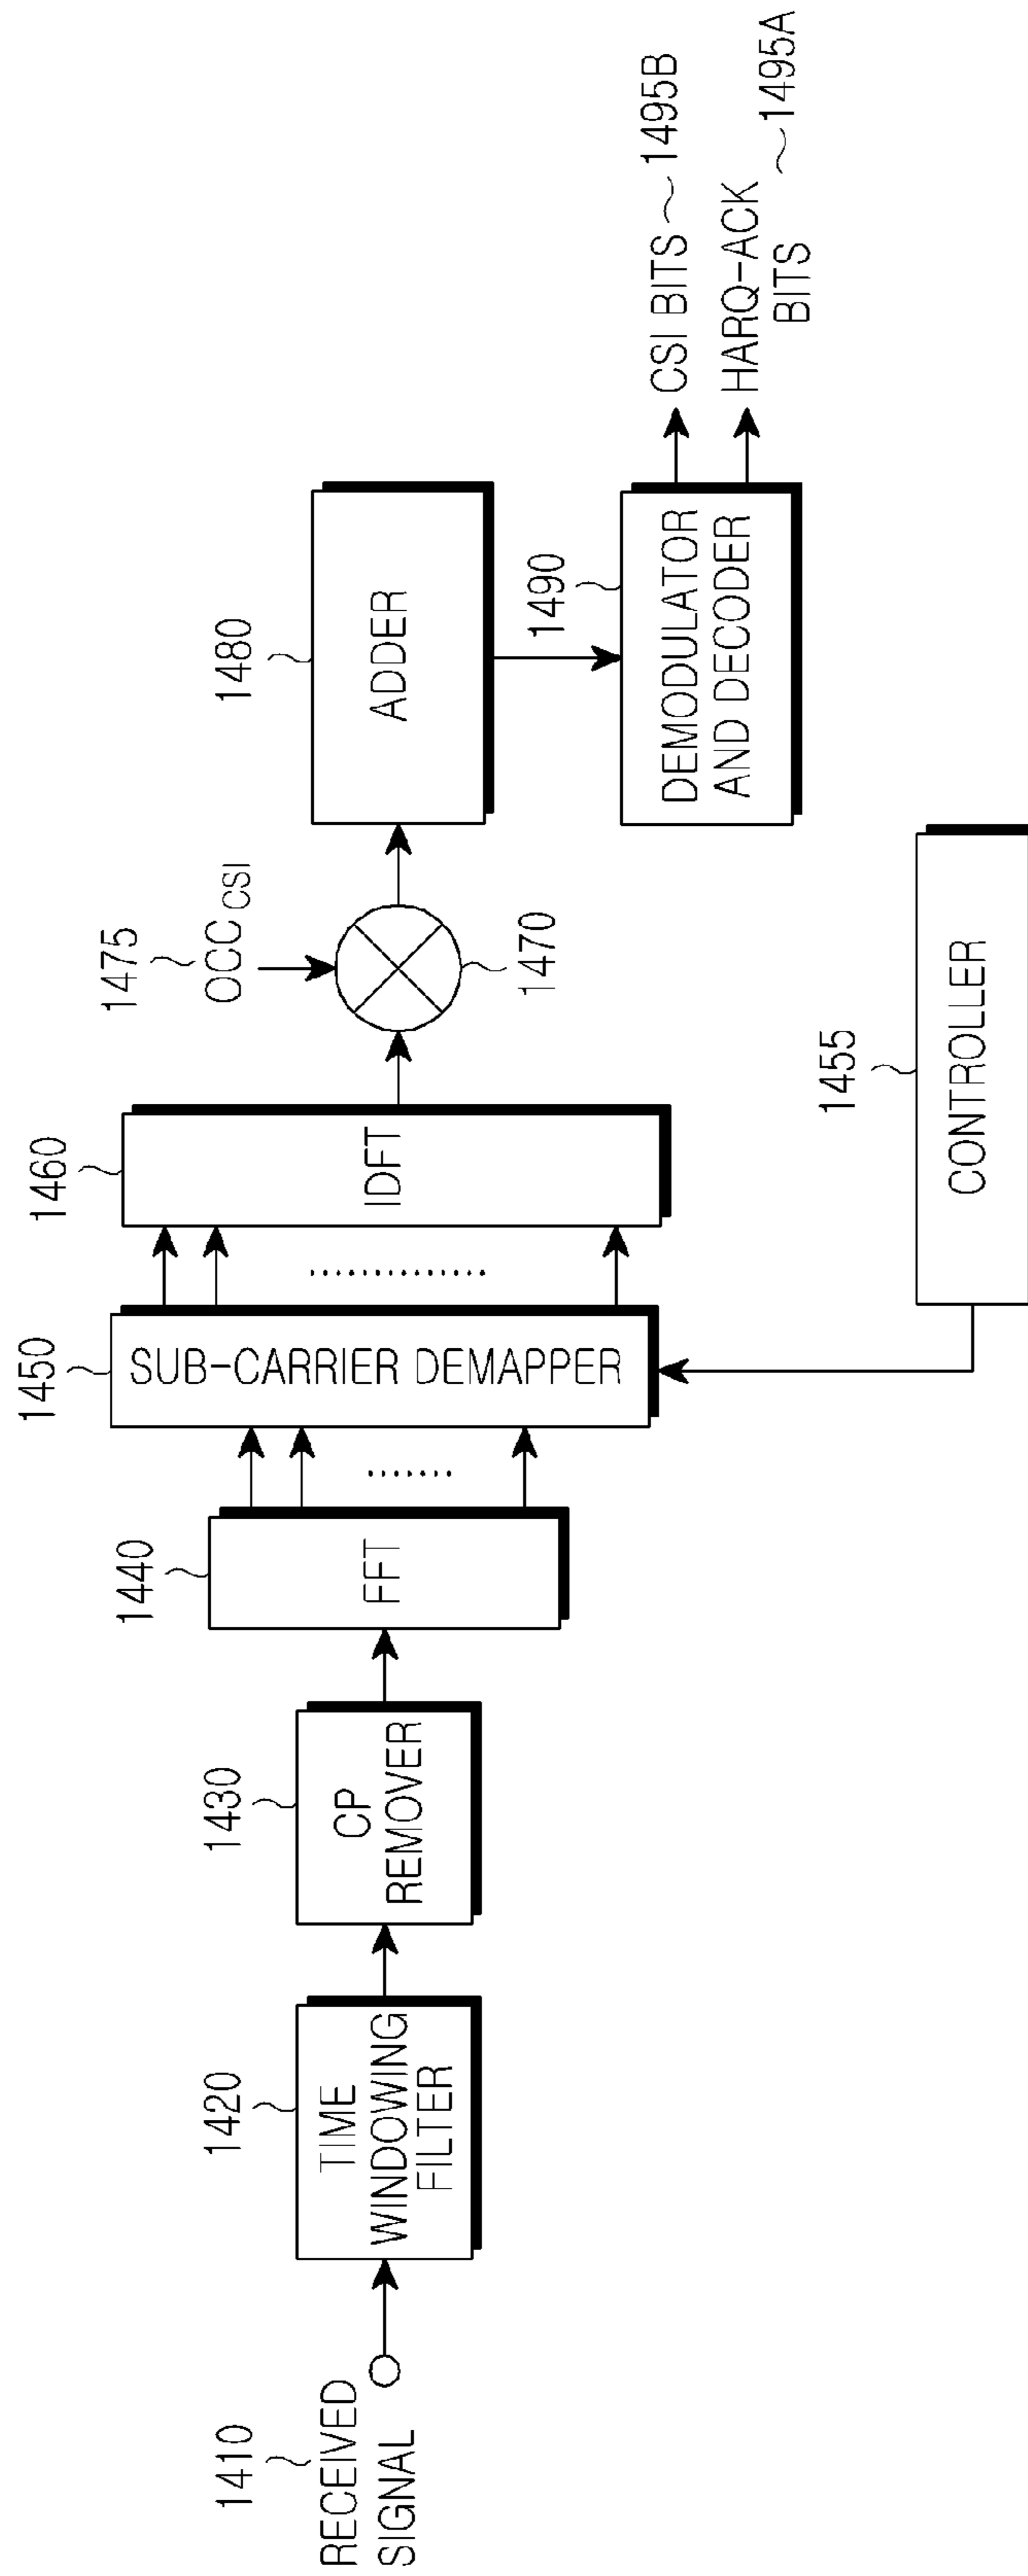 1410
RECEIVED
SIGNAL
1420
TIME
WINDOWING
FILTER
1430
CP
REMOVER
1440
FFT
1450
SUB-CARRIER DEMAPPER
1455
CONTROLLER
1460
IDFT
1475
OCC CSI
1470
1480
ADDER
1490
DEMODULATOR
AND DECODER
CSI BITS ~ 1495B
HARQ-ACK ~ 1495A
BITS